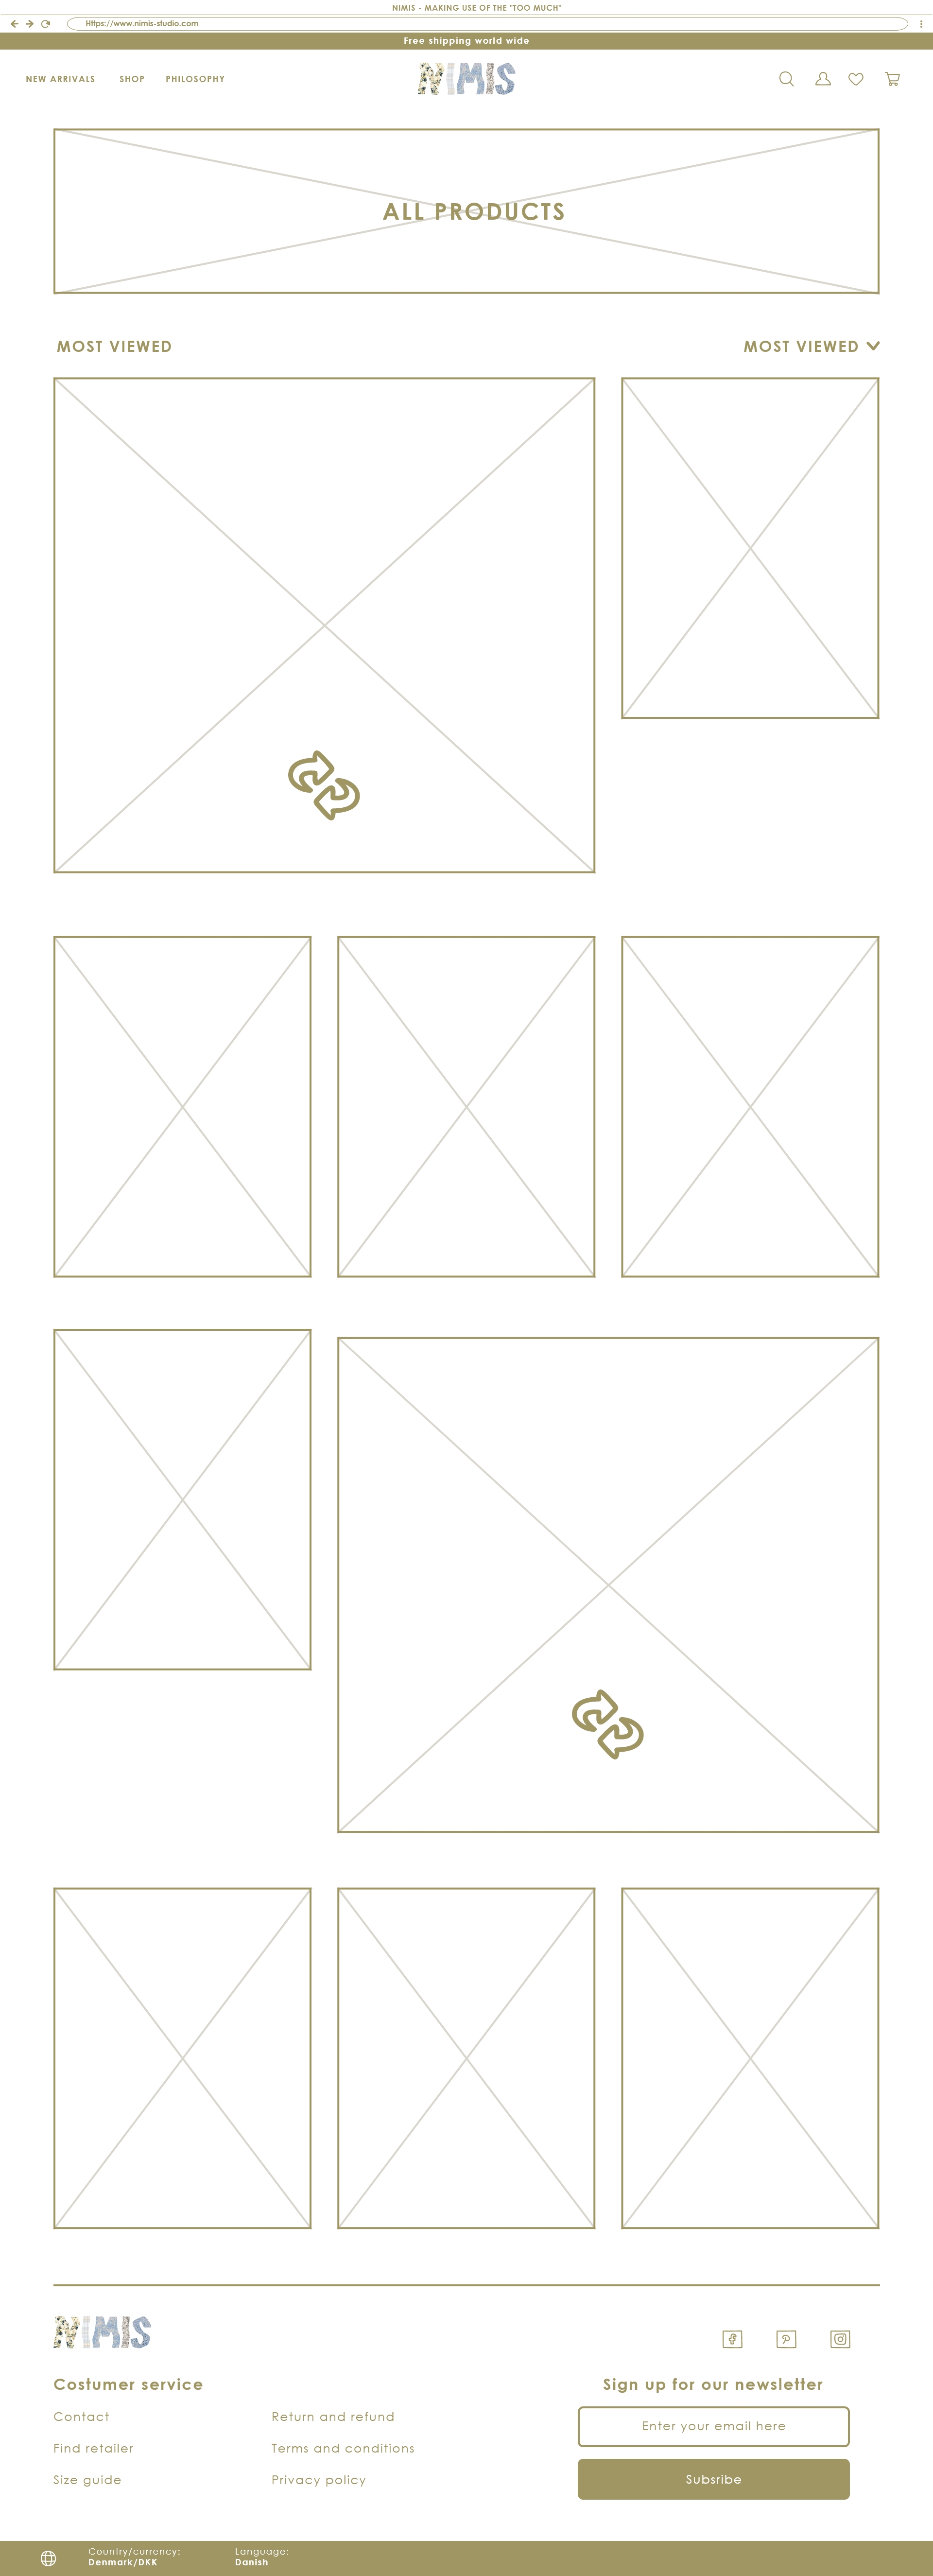 NIMIS - MAKING USE OF THE "TOO MUCH"
Https://www.nimis-studio.com
Free shipping world wide
NEW ARRIVALS SHOP PHILOSOPHY NIMIS
ALL PRODUCTS
MOST VIEWED MOST VIEWED
NIMIS
Costumer service Sign up for our newsletter
Contact Return and refund Enter your email here
Find retailer Terms and conditions
Size guide Privacy policy Subsribe
Country/currency: Language:
Denmark/DKK Danish